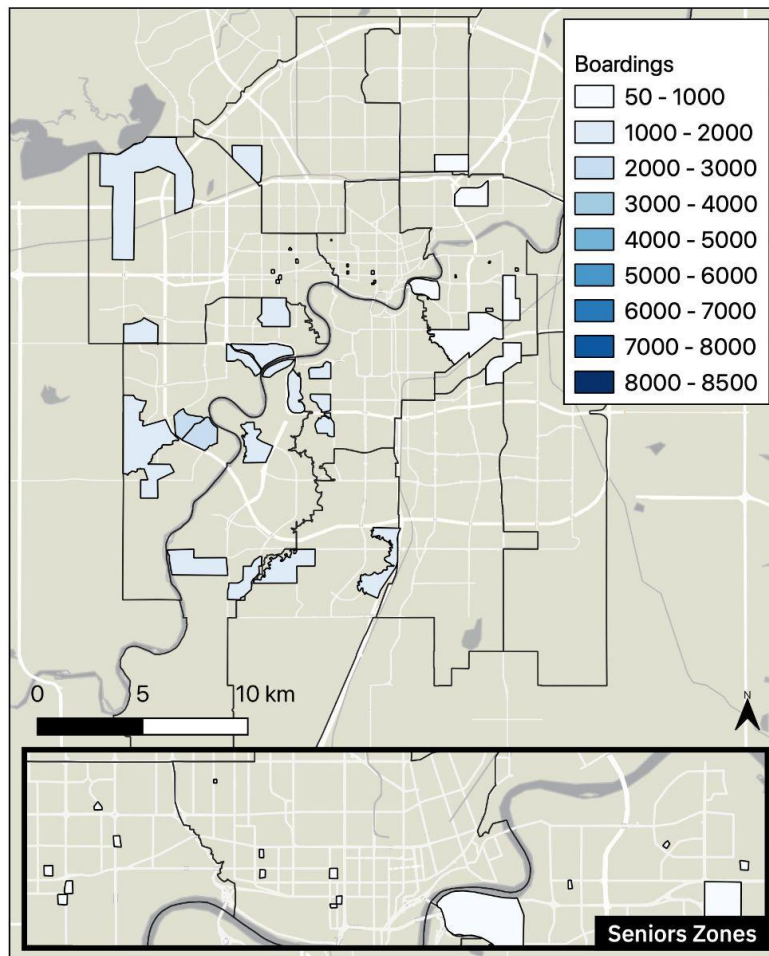 Boardings
50 - 1000
1000 - 2000
2000 - 3000
3000 - 4000
4000 - 5000
5000 - 6000
6000 - 7000
7000 - 8000
8000 - 8500
0 5 10 km
N
Seniors Zones